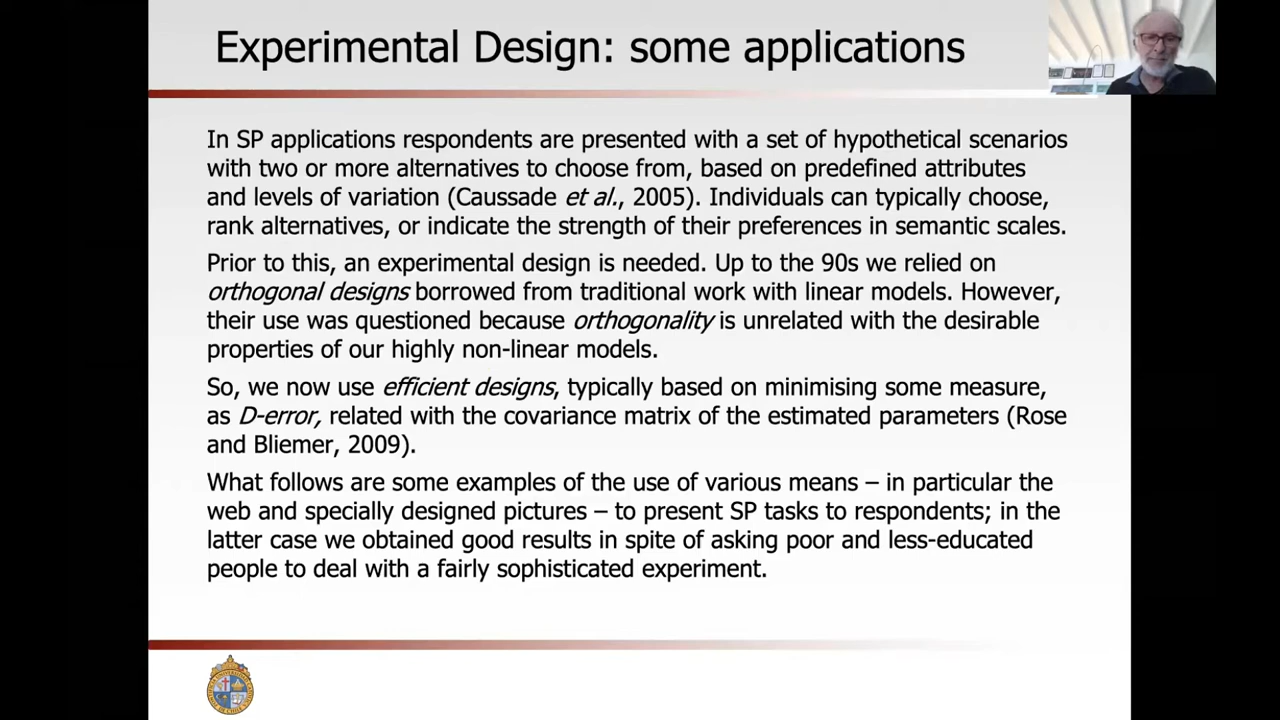 Experimental Design: some applications
In SP applications respondents are presented with a set of hypothetical scenarios
with two or more alternatives to choose from, based on predefined attributes
and levels of variation (Caussade et al., 2005). Individuals can typically choose,
rank alternatives, or indicate the strength of their preferences in semantic scales.
Prior to this, an experimental design is needed. Up to the 90s we relied on
orthogonal designs borrowed from traditional work with linear models. However,
their use was questioned because orthogonality is unrelated with the desirable
properties of our highly non-linear models.
So, we now use efficient designs, typically based on minimising some measure,
as D-error, related with the covariance matrix of the estimated parameters (Rose
and Bliemer, 2009).
What follows are some examples of the use of various means – in particular the
web and specially designed pictures – to present SP tasks to respondents; in the
latter case we obtained good results in spite of asking poor and less-educated
people to deal with a fairly sophisticated experiment.